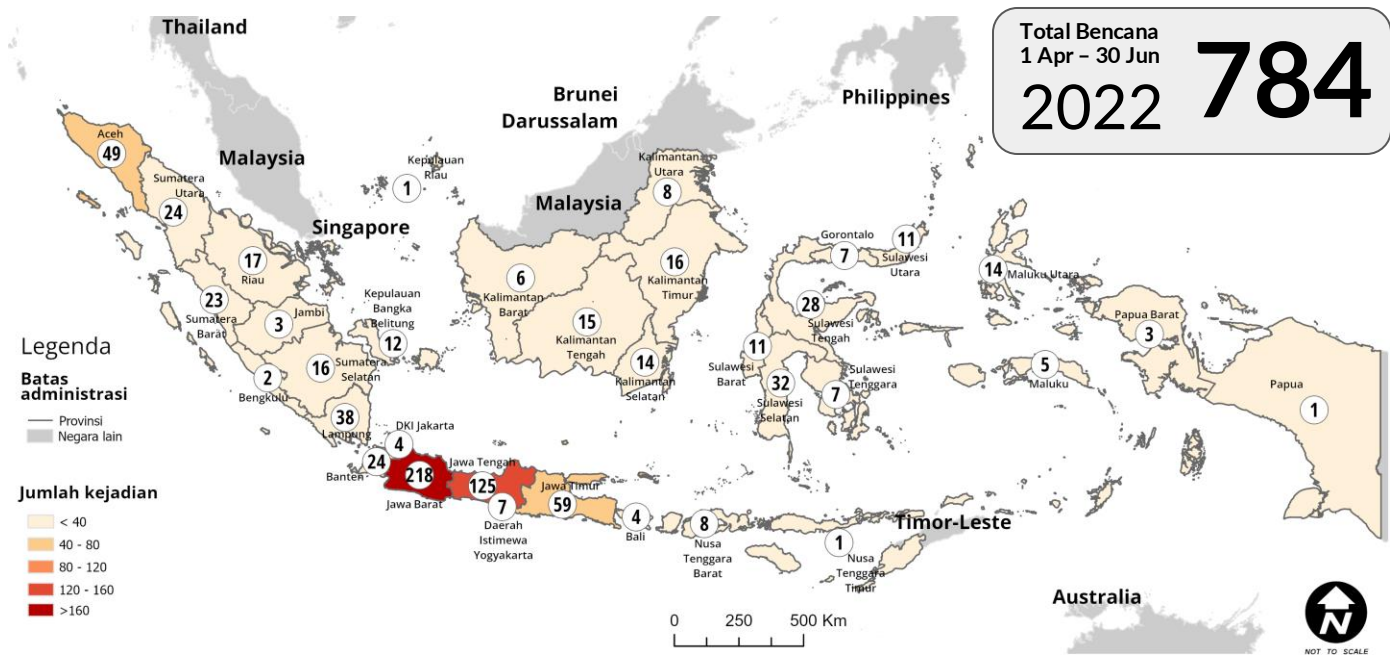 Total Bencana
1 Apr – 30 Jun
2022
784
Thailand
Malaysia
Singapore
Brunei
Darussalam
Malaysia
Philippines
Aceh
49
Sumatera
Utara
24
Kepulauan
Riau
1
17
Riau
23
Sumatera
Barat
Jambi
3
Kepulauan
Bangka
Belitung
12
16
Sumatera
Selatan
2
Bengkulu
38
Lampung
Kalimantan
Utara
8
6
Kalimantan
Barat
16
Kalimantan
Timur
15
Kalimantan
Tengah
14
Kalimantan
Selatan
Gorontalo
7
11
Sulawesi
Utara
28
Sulawesi
Tengah
11
Sulawesi
Barat
32
Sulawesi
Selatan
Sulawesi
Tenggara
7
14
Maluku Utara
5
Maluku
Papua Barat
3
Papua
1
DKI Jakarta
4
24
Banten
218
Jawa Barat
Jawa Tengah
125
7
Daerah
Istimewa
Yogyakarta
Jawa Timur
59
4
Bali
8
Nusa
Tenggara
Barat
1
Nusa
Tenggara
Timur
Timor-Leste
Australia
Legenda
Batas
administrasi
Provinsi
Negara lain
Jumlah kejadian
< 40
40 - 80
80 - 120
120 - 160
>160
0 250 500 Km
N
NOT TO SCALE